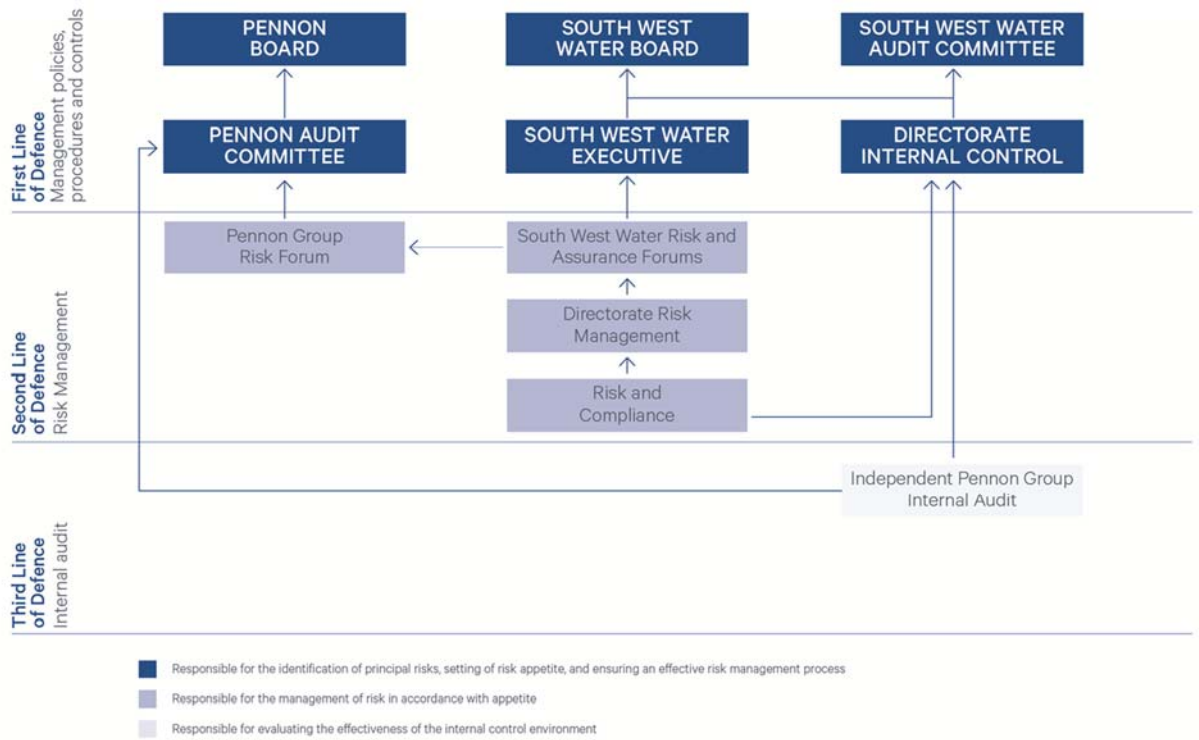 First Line
of Defence
Management policies,
procedures and controls
PENNON
BOARD
SOUTH WEST
WATER BOARD
SOUTH WEST WATER
AUDIT COMMITTEE
PENNON AUDIT
COMMITTEE
SOUTH WEST WATER
EXECUTIVE
DIRECTORATE
INTERNAL CONTROL
Second Line
of Defence
Risk Management
Pennon Group
Risk Forum
South West Water Risk and
Assurance Forums
Directorate Risk
Management
Risk and
Compliance
Third Line
of Defence
Internal audit
Independent Pennon Group
Internal Audit
Responsible for the identification of principal risks, setting of risk appetite, and ensuring an effective risk management process
Responsible for the management of risk in accordance with appetite
Responsible for evaluating the effectiveness of the internal control environment